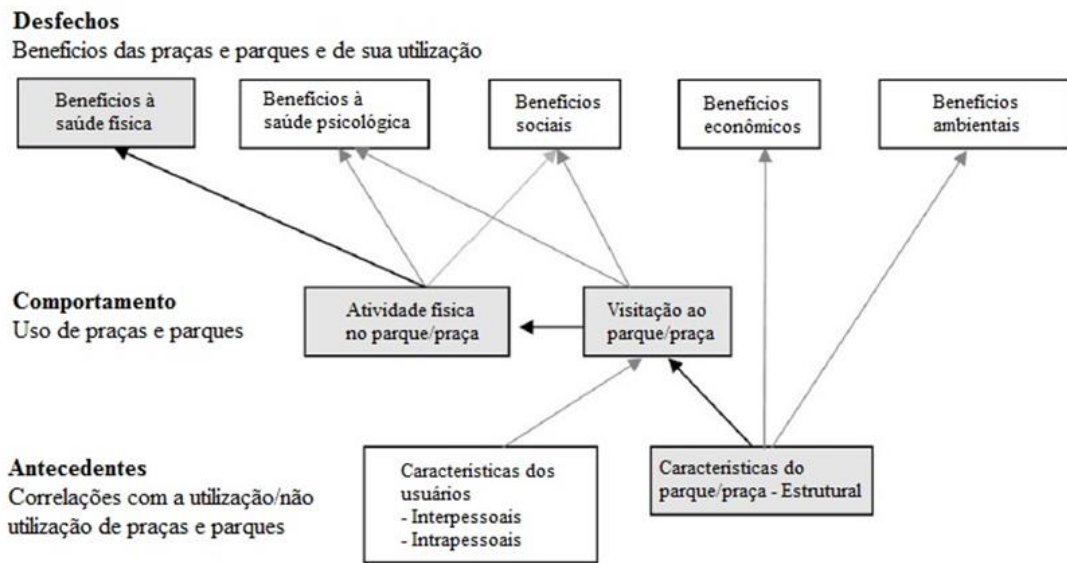 Desfechos
Benefícios das praças e parques e de sua utilização
Benefícios à
saúde física
Benefícios à
saúde psicológica
Benefícios
sociais
Benefícios
econômicos
Benefícios
ambientais
Comportamento
Uso de praças e parques
Atividade física
no parque/praça
Visitação ao
parque/praça
Antecedentes
Correlações com a utilização/não
utilização de praças e parques
Características dos
usuários
- Interpessoais
- Intrapessoais
Características do
parque/praça - Estrutural